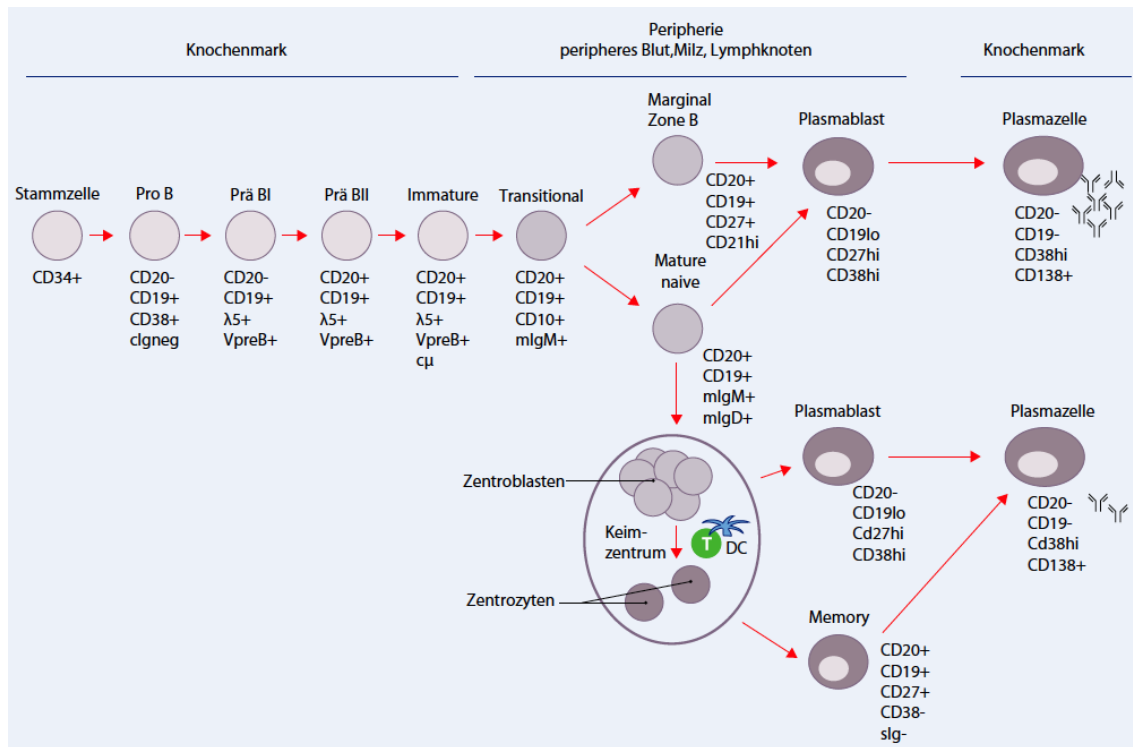 Knochenmark
Peripherie
peripheres Blut,Milz, Lymphknoten
Knochenmark
Stammzelle
CD34+
Pro B
CD20-
CD19+
CD38+
cIgneg
Prä BI
CD20-
CD19+
λ5+
VpreB+
Prä BII
CD20+
CD19+
λ5+
VpreB+
Immature
CD20+
CD19+
λ5+
VpreB+
cμ
Transitional
CD20+
CD19+
CD10+
mIgM+
Marginal
Zone B
CD20+
CD19+
CD27+
CD21hi
Plasmablast
CD20-
CD19lo
CD27hi
CD38hi
Plasmazelle
CD20-
CD19-
CD38hi
CD138+
Mature
naive
CD20+
CD19+
mIgM+
mIgD+
Zentroblasten
Keim-
zentrum
T
DC
Zentrozyten
Plasmablast
CD20-
CD19lo
Cd27hi
CD38hi
Plasmazelle
CD20-
CD19-
Cd38hi
CD138+
Memory
CD20+
CD19+
CD27+
CD38-
sIg-